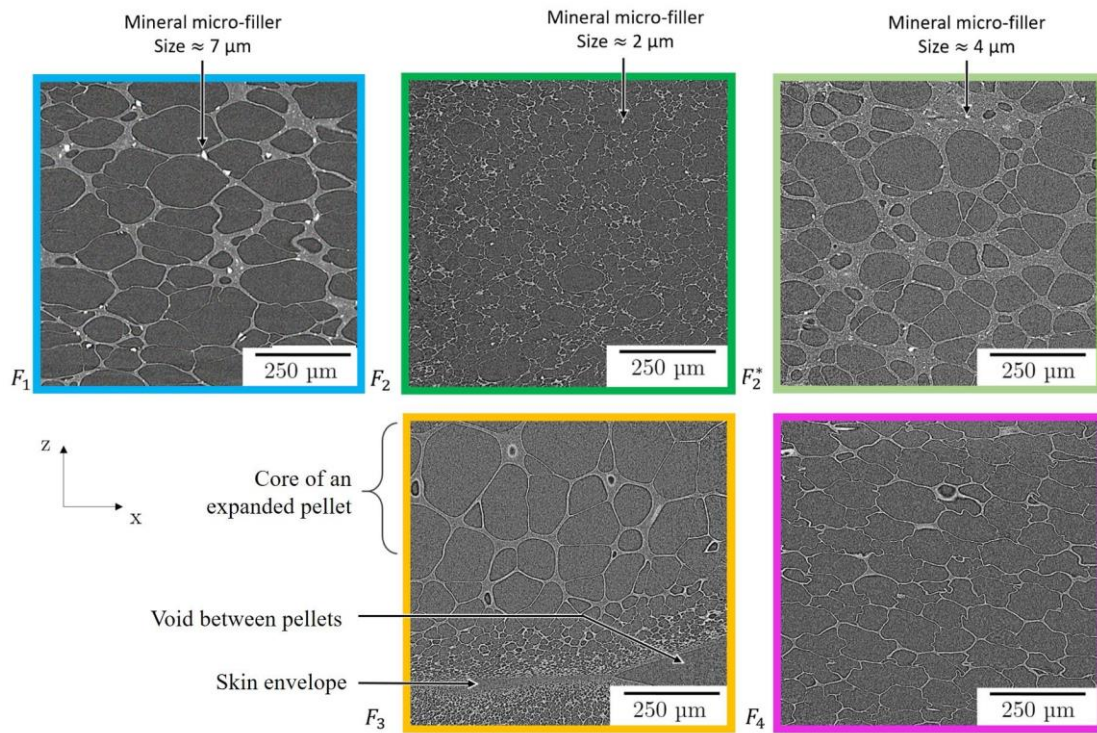 Mineral micro-filler
Size ≈ 7 μm
Mineral micro-filler
Size ≈ 2 μm
Mineral micro-filler
Size ≈ 4 μm
250 μm
250 μm
250 μm
F₁
F₂
F₂*
z
x
Core of an
expanded pellet
Void between pellets
Skin envelope
250 μm
250 μm
F₃
F₄